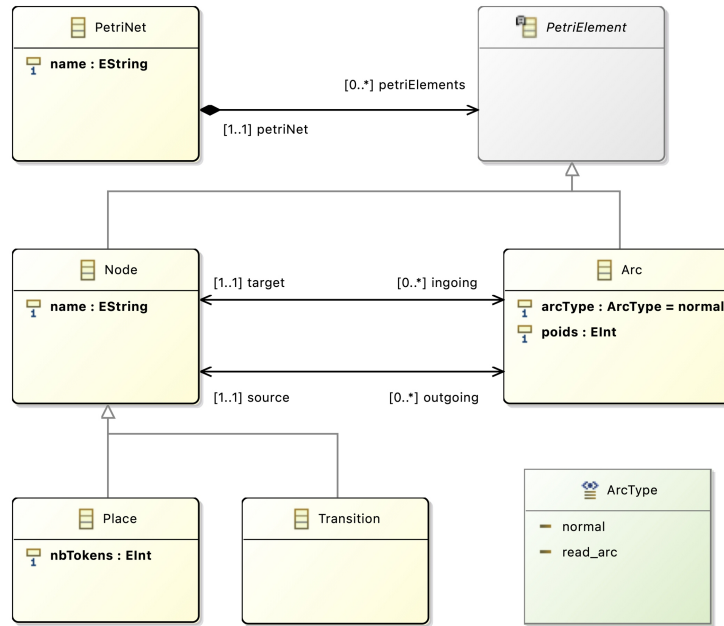 PetriNet
name : EString
PetriElement
[0..*] petriElements
[1..1] petriNet
Node
name : EString
[1..1] target
[0..*] ingoing
[1..1] source
[0..*] outgoing
Arc
arcType : ArcType = normal
poids : EInt
Place
nbTokens : EInt
Transition
ArcType
normal
read_arc